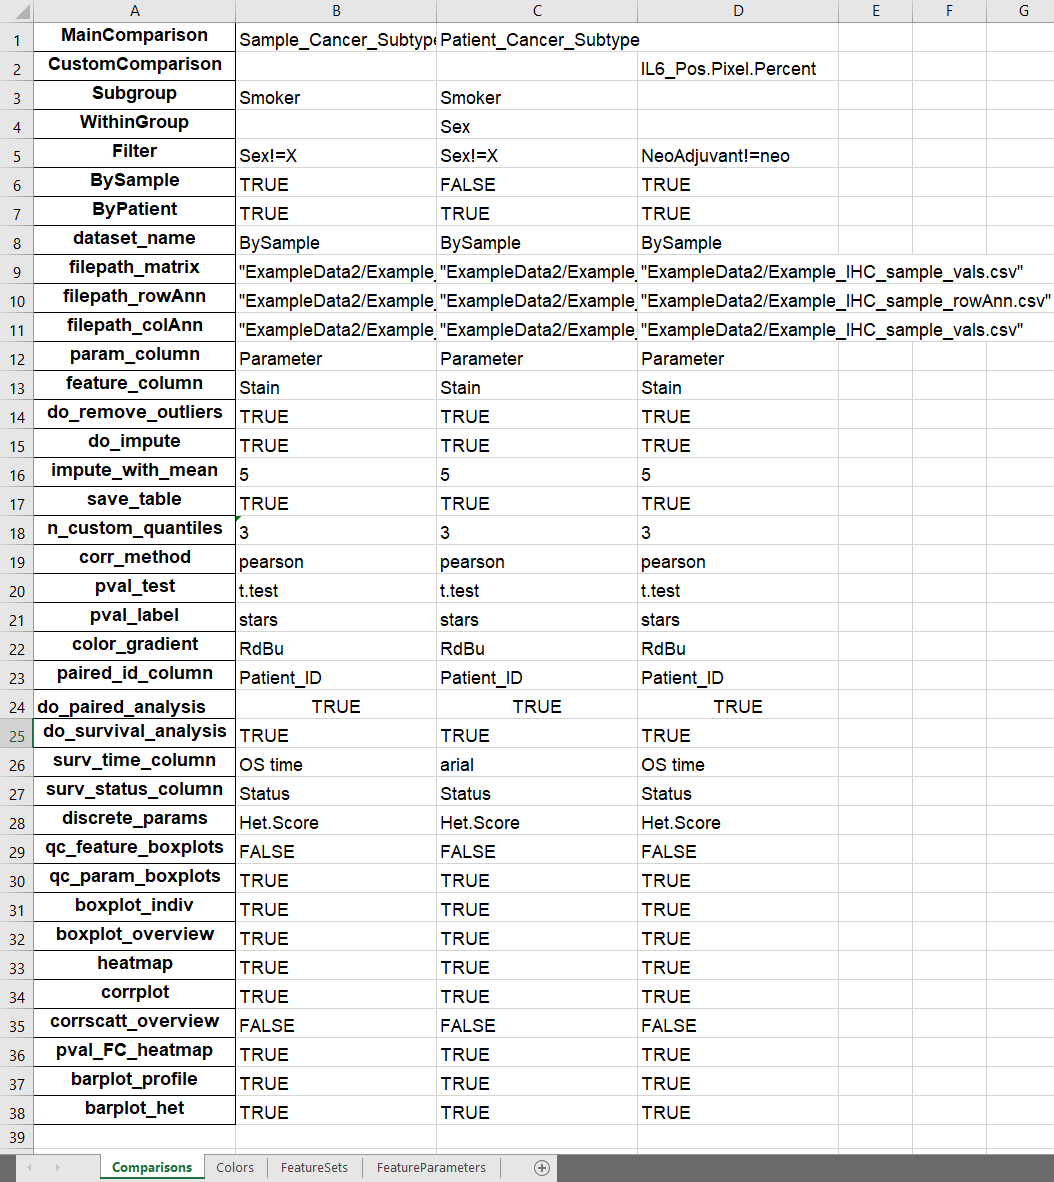 A B C D E F G
1 MainComparison Sample_Cancer_Subtype Patient_Cancer_Subtype
2 CustomComparison IL6_Pos.Pixel.Percent
3 Subgroup Smoker Smoker
4 WithinGroup Sex
5 Filter Sex!=X Sex!=X NeoAdjuvant!=neo
6 BySample TRUE FALSE TRUE
7 ByPatient TRUE TRUE TRUE
8 dataset_name BySample BySample BySample
9 filepath_matrix "ExampleData2/Example_ "ExampleData2/Example_ "ExampleData2/Example_IHC_sample_vals.csv"
10 filepath_rowAnn "ExampleData2/Example_ "ExampleData2/Example_ "ExampleData2/Example_IHC_sample_rowAnn.csv"
11 filepath_colAnn "ExampleData2/Example_ "ExampleData2/Example_ "ExampleData2/Example_IHC_sample_vals.csv"
12 param_column Parameter Parameter Parameter
13 feature_column Stain Stain Stain
14 do_remove_outliers TRUE TRUE TRUE
15 do_impute TRUE TRUE TRUE
16 impute_with_mean 5 5 5
17 save_table TRUE TRUE TRUE
18 n_custom_quantiles 3 3 3
19 corr_method pearson pearson pearson
20 pval_test t.test t.test t.test
21 pval_label stars stars stars
22 color_gradient RdBu RdBu RdBu
23 paired_id_column Patient_ID Patient_ID Patient_ID
24 do_paired_analysis TRUE TRUE TRUE
25 do_survival_analysis TRUE TRUE TRUE
26 surv_time_column OS time arial OS time
27 surv_status_column Status Status Status
28 discrete_params Het.Score Het.Score Het.Score
29 qc_feature_boxplots FALSE FALSE FALSE
30 qc_param_boxplots TRUE TRUE TRUE
31 boxplot_indiv TRUE TRUE TRUE
32 boxplot_overview TRUE TRUE TRUE
33 heatmap TRUE TRUE TRUE
34 corrplot TRUE TRUE TRUE
35 corrscatt_overview FALSE FALSE FALSE
36 pval_FC_heatmap TRUE TRUE TRUE
37 barplot_profile TRUE TRUE TRUE
38 barplot_het TRUE TRUE TRUE
39
Comparisons Colors FeatureSets FeatureParameters